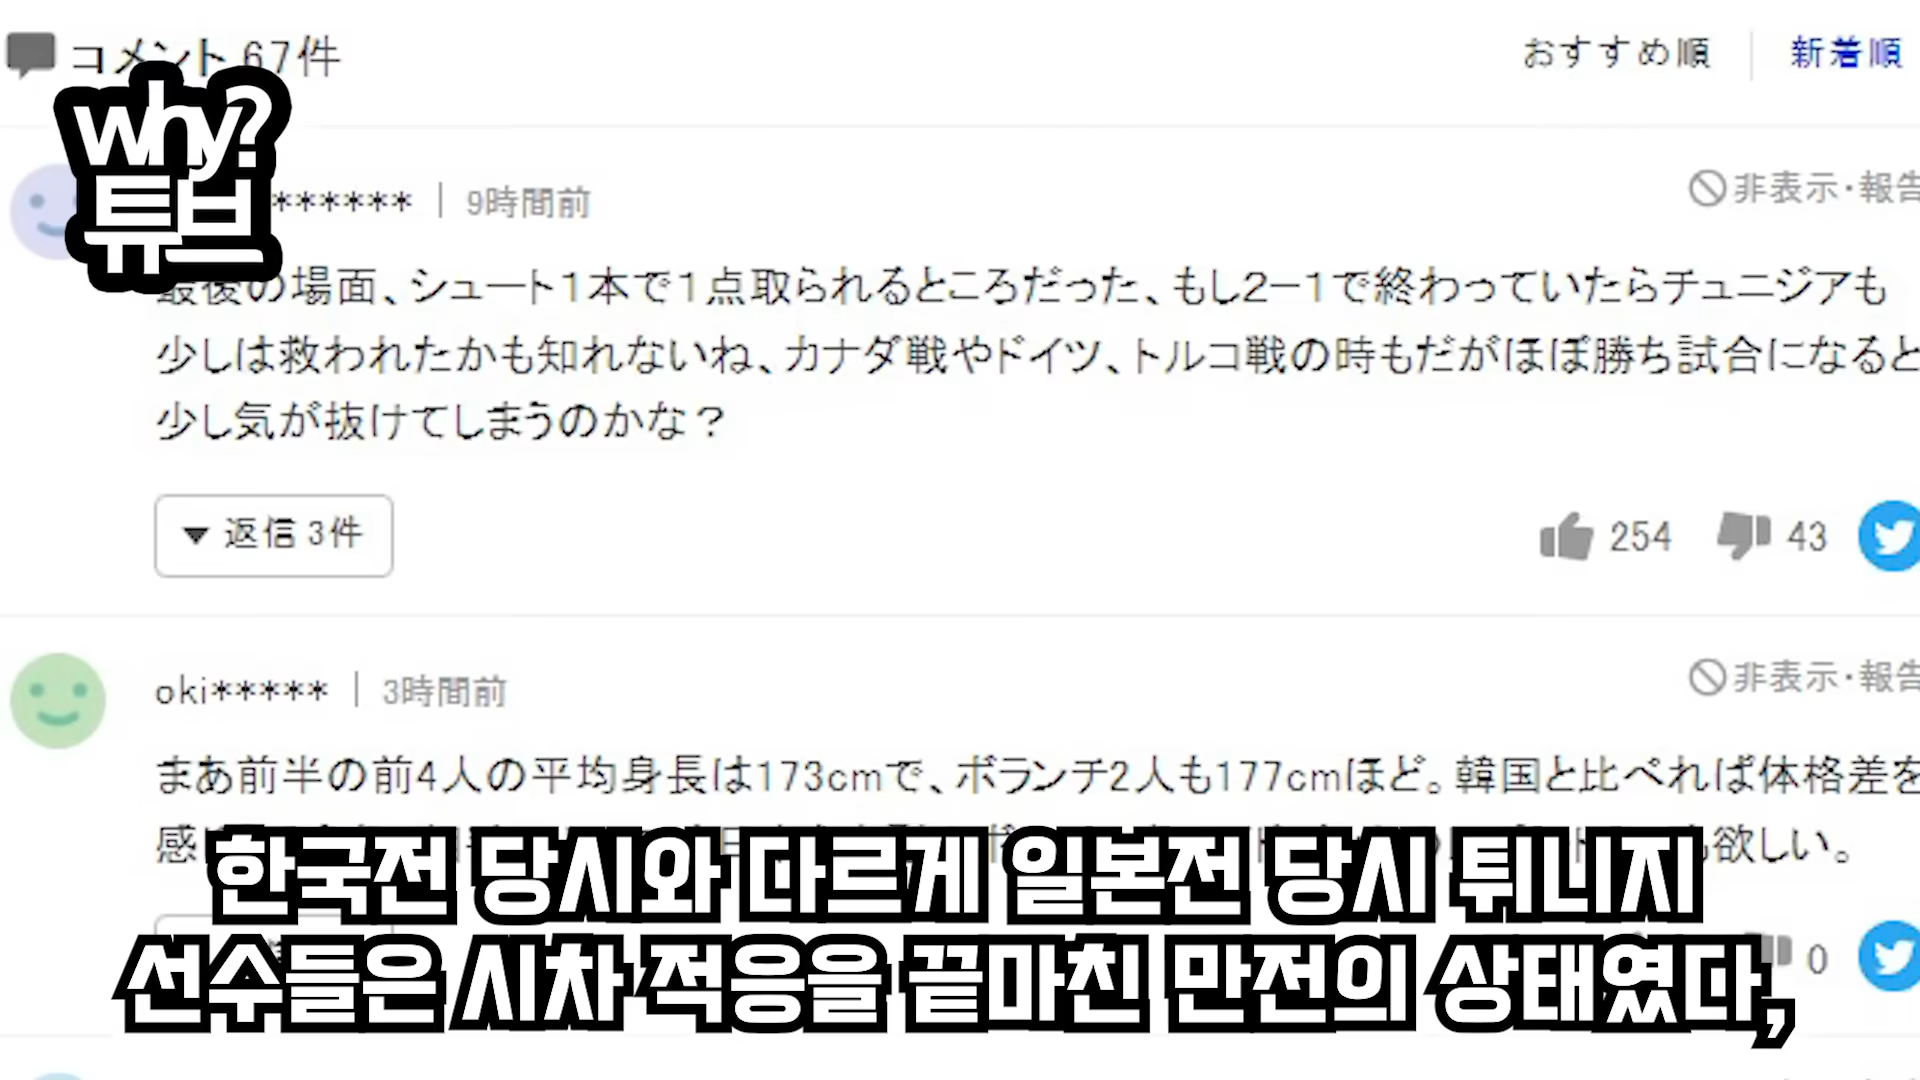 コメント 67件
おすすめ順
新着順
why?
튜브
******
9時間前
非表示・報告
最後の場面、シュート1本で1点取られるところだった、もし2－1で終わっていたらチュニジアも
少しは救われたかも知れないね、カナダ戦やドイツ、トルコ戦の時もだがほぼ勝ち試合になると
少し気が抜けてしまうのかな？
返信 3件
254
43
oki*****
3時間前
非表示・報告
まあ前半の前4人の平均身長は173cmで、ボランチ2人も177cmほど。韓国と比べれば体格差を
感
欲しい。
한국전 당시와 다르게 일본전 당시 튀니지
선수들은 시차 적응을 끝마친 만전의 상태였다,
0